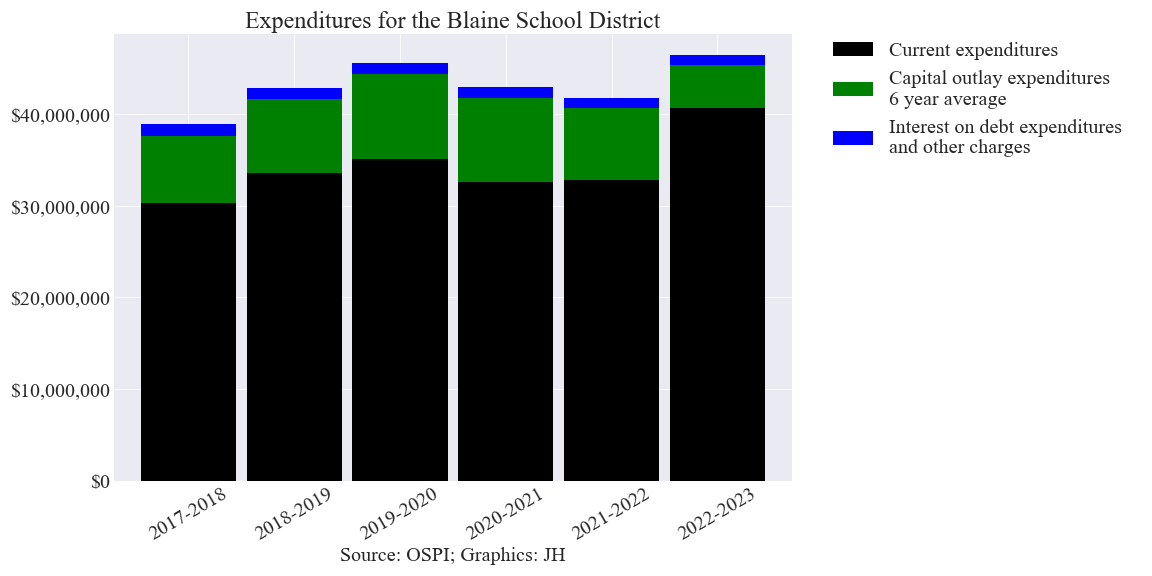 Expenditures for the Blaine School District
Current expenditures
Capital outlay expenditures
6 year average
Interest on debt expenditures
and other charges
$40,000,000
$30,000,000
$20,000,000
$10,000,000
$0
2017-2018
2018-2019
2019-2020
2020-2021
2021-2022
2022-2023
Source: OSPI; Graphics: JH